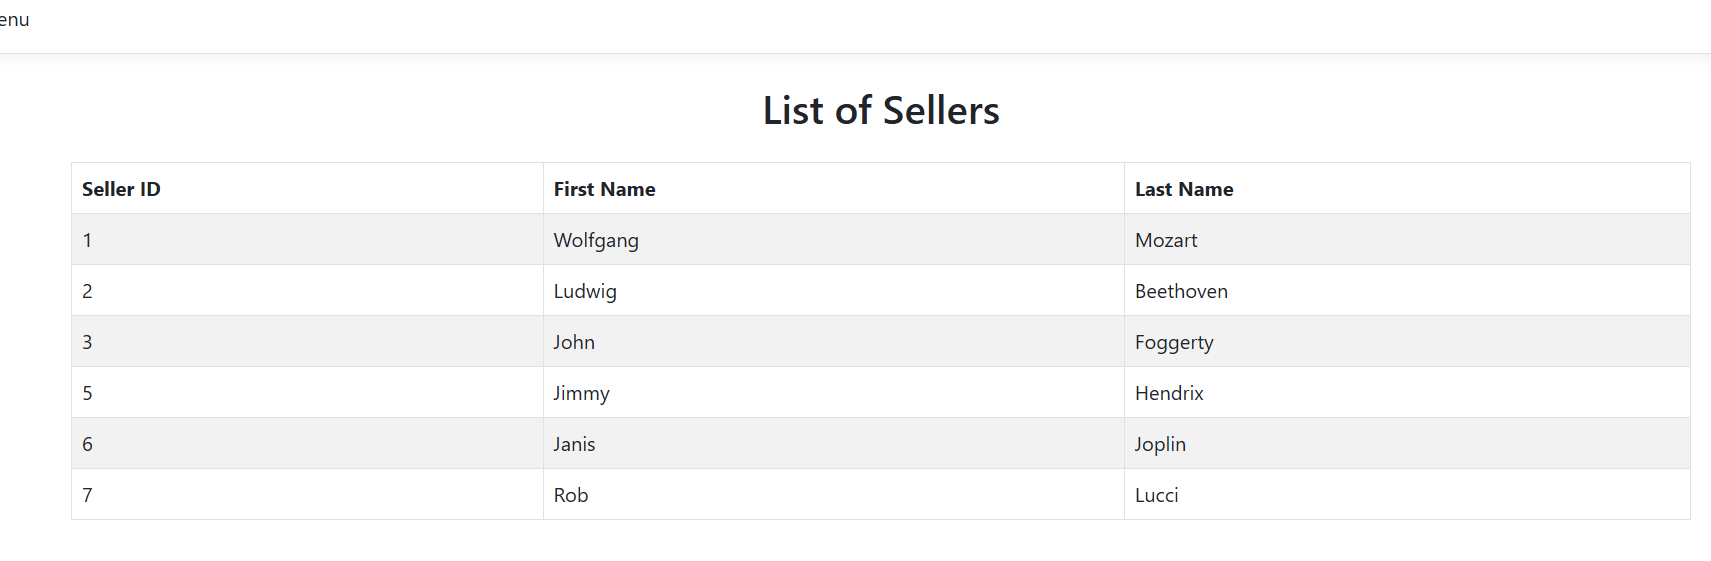 enu
List of Sellers
Seller ID First Name Last Name
1 Wolfgang Mozart
2 Ludwig Beethoven
3 John Foggerty
5 Jimmy Hendrix
6 Janis Joplin
7 Rob Lucci